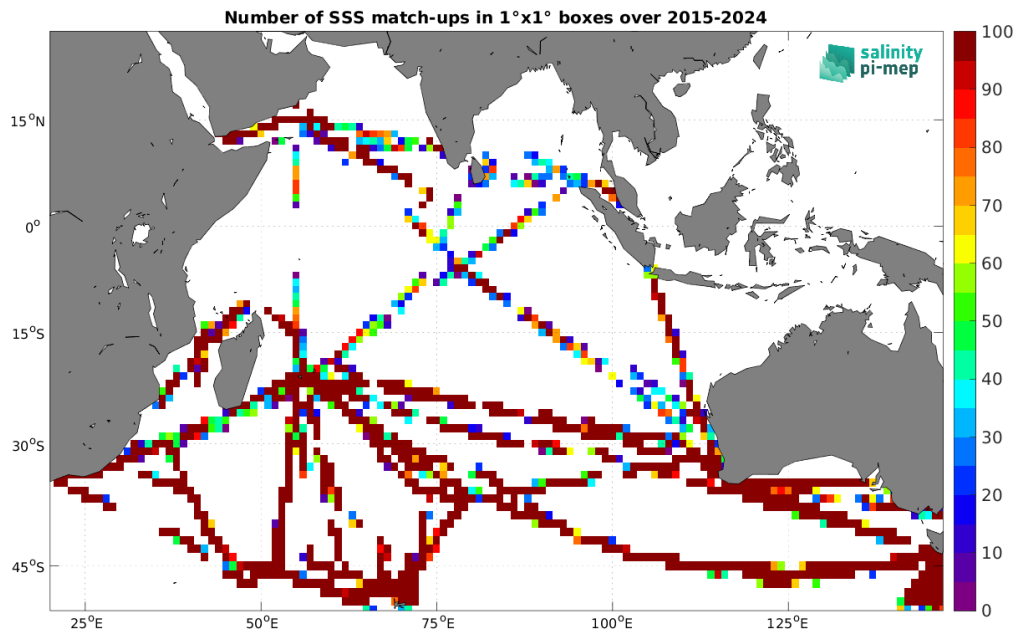 Number of SSS match-ups in 1°x1° boxes over 2015-2024
salinity
pi-mep
15°N
0°
15°S
30°S
45°S
25°E
50°E
75°E
100°E
125°E
100
90
80
70
60
50
40
30
20
10
0